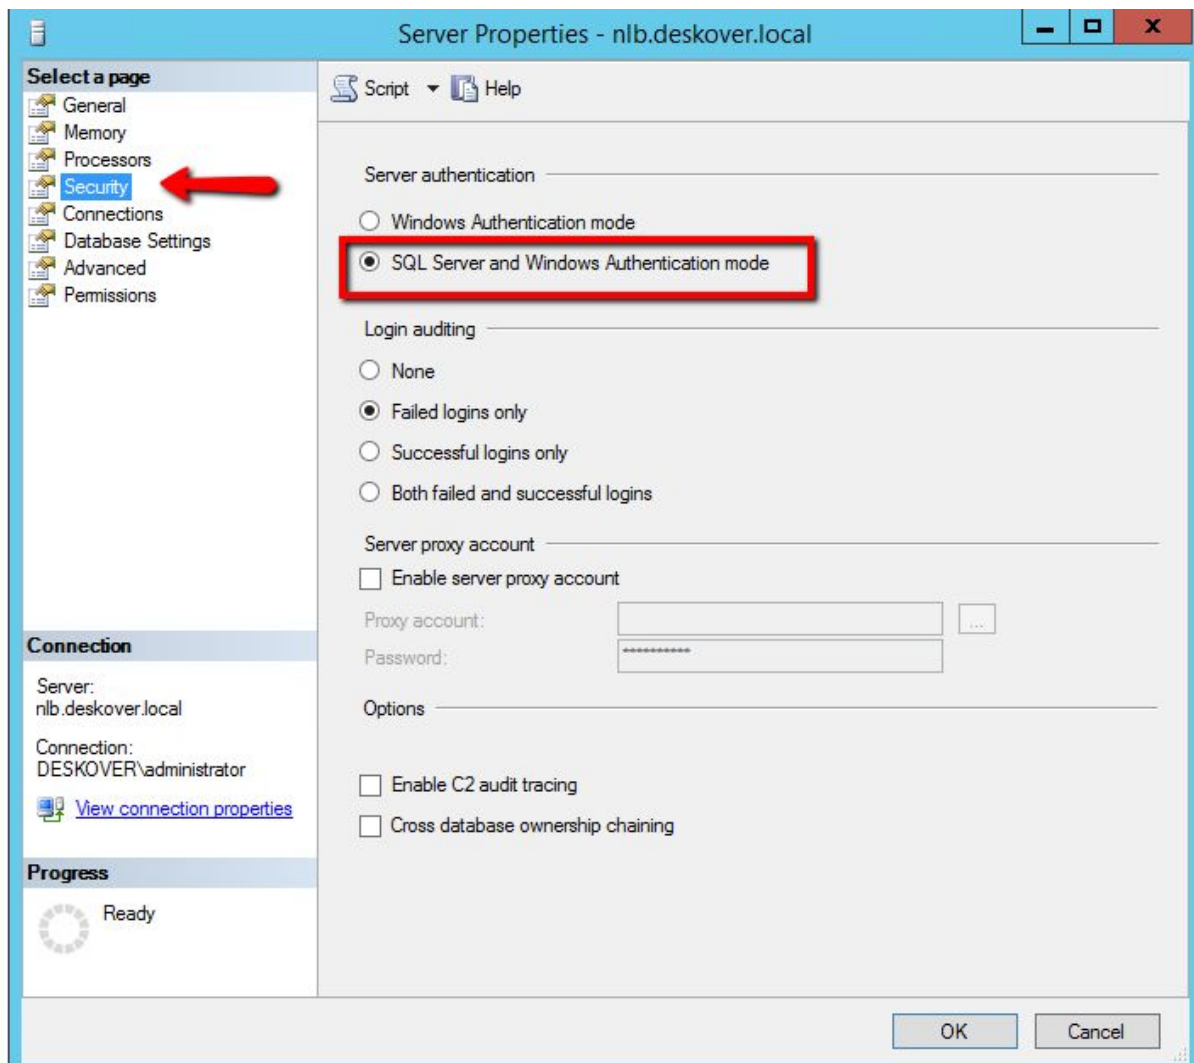 Server Properties - nlb.deskover.local
Select a page
General
Memory
Processors
Security
Connections
Database Settings
Advanced
Permissions
Connection
Server:
nlb.deskover.local
Connection:
DESKOVER\administrator
View connection properties
Progress
Ready
Script Help
Server authentication
Windows Authentication mode
SQL Server and Windows Authentication mode
Login auditing
None
Failed logins only
Successful logins only
Both failed and successful logins
Server proxy account
Enable server proxy account
Proxy account:
...
Password: **********
Options
Enable C2 audit tracing
Cross database ownership chaining
OK Cancel